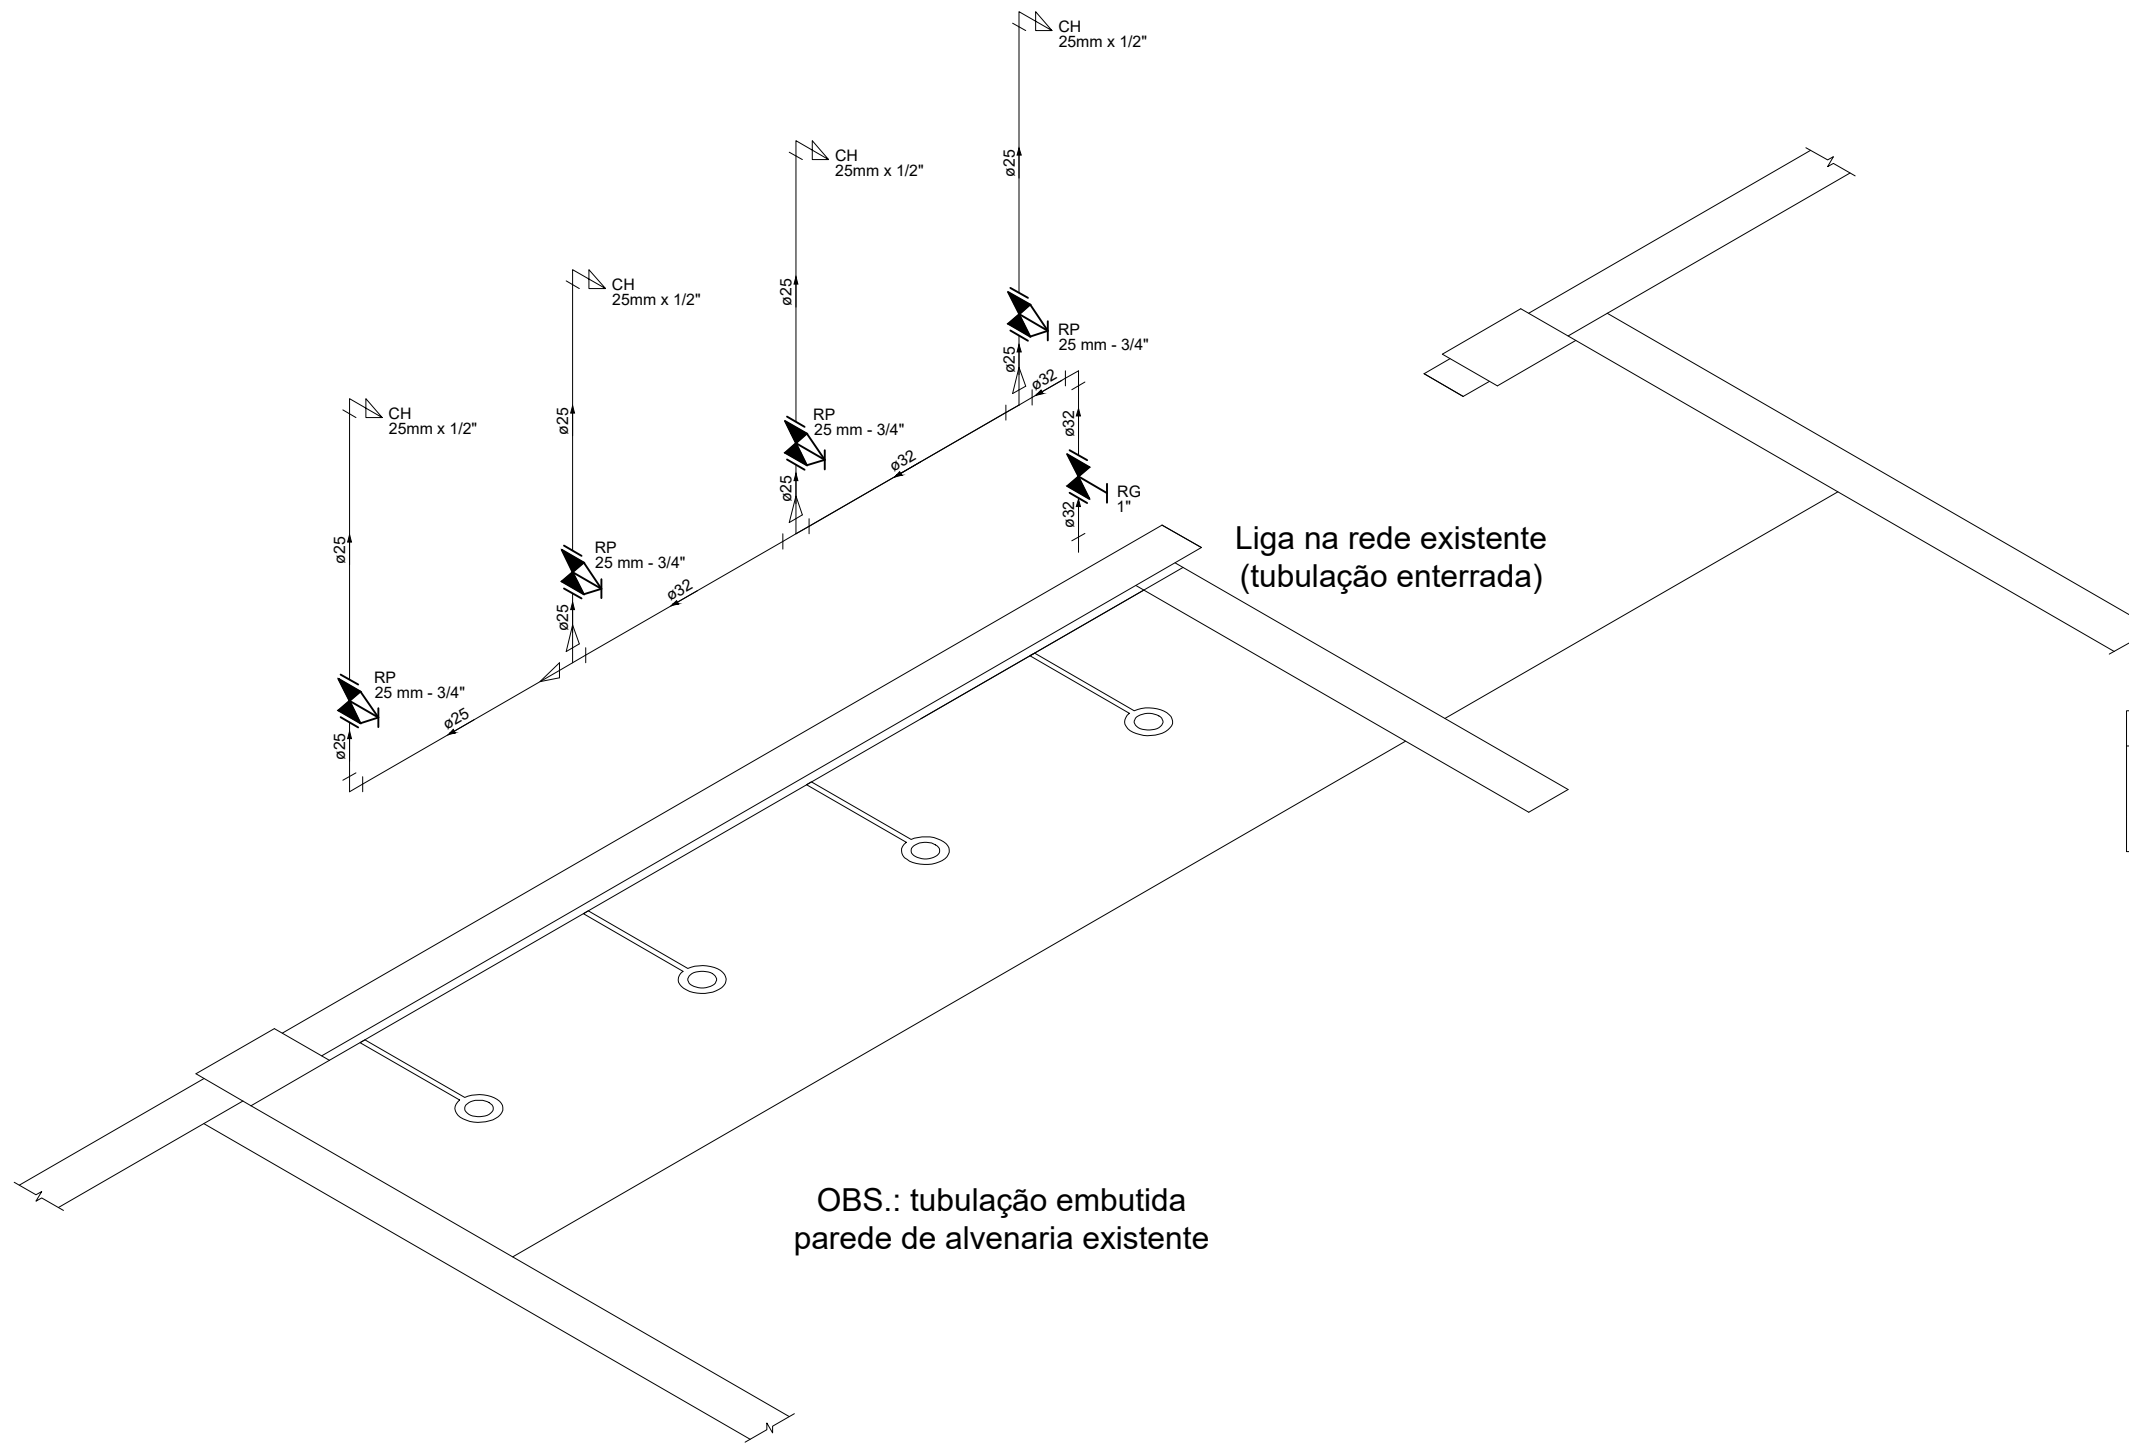 CH
25mm x 1/2"
CH
25mm x 1/2"
ø25
CH
25mm x 1/2"
ø25
RP
25 mm - 3/4"
ø25
ø32
CH
25mm x 1/2"
ø25
RP
25 mm - 3/4"
ø32
ø32
ø25
RG
1"
ø32
ø25
RP
25 mm - 3/4"
ø32
ø25
Liga na rede existente
(tubulação enterrada)
RP
25 mm - 3/4"
ø25
ø25
OBS.: tubulação embutida
parede de alvenaria existente